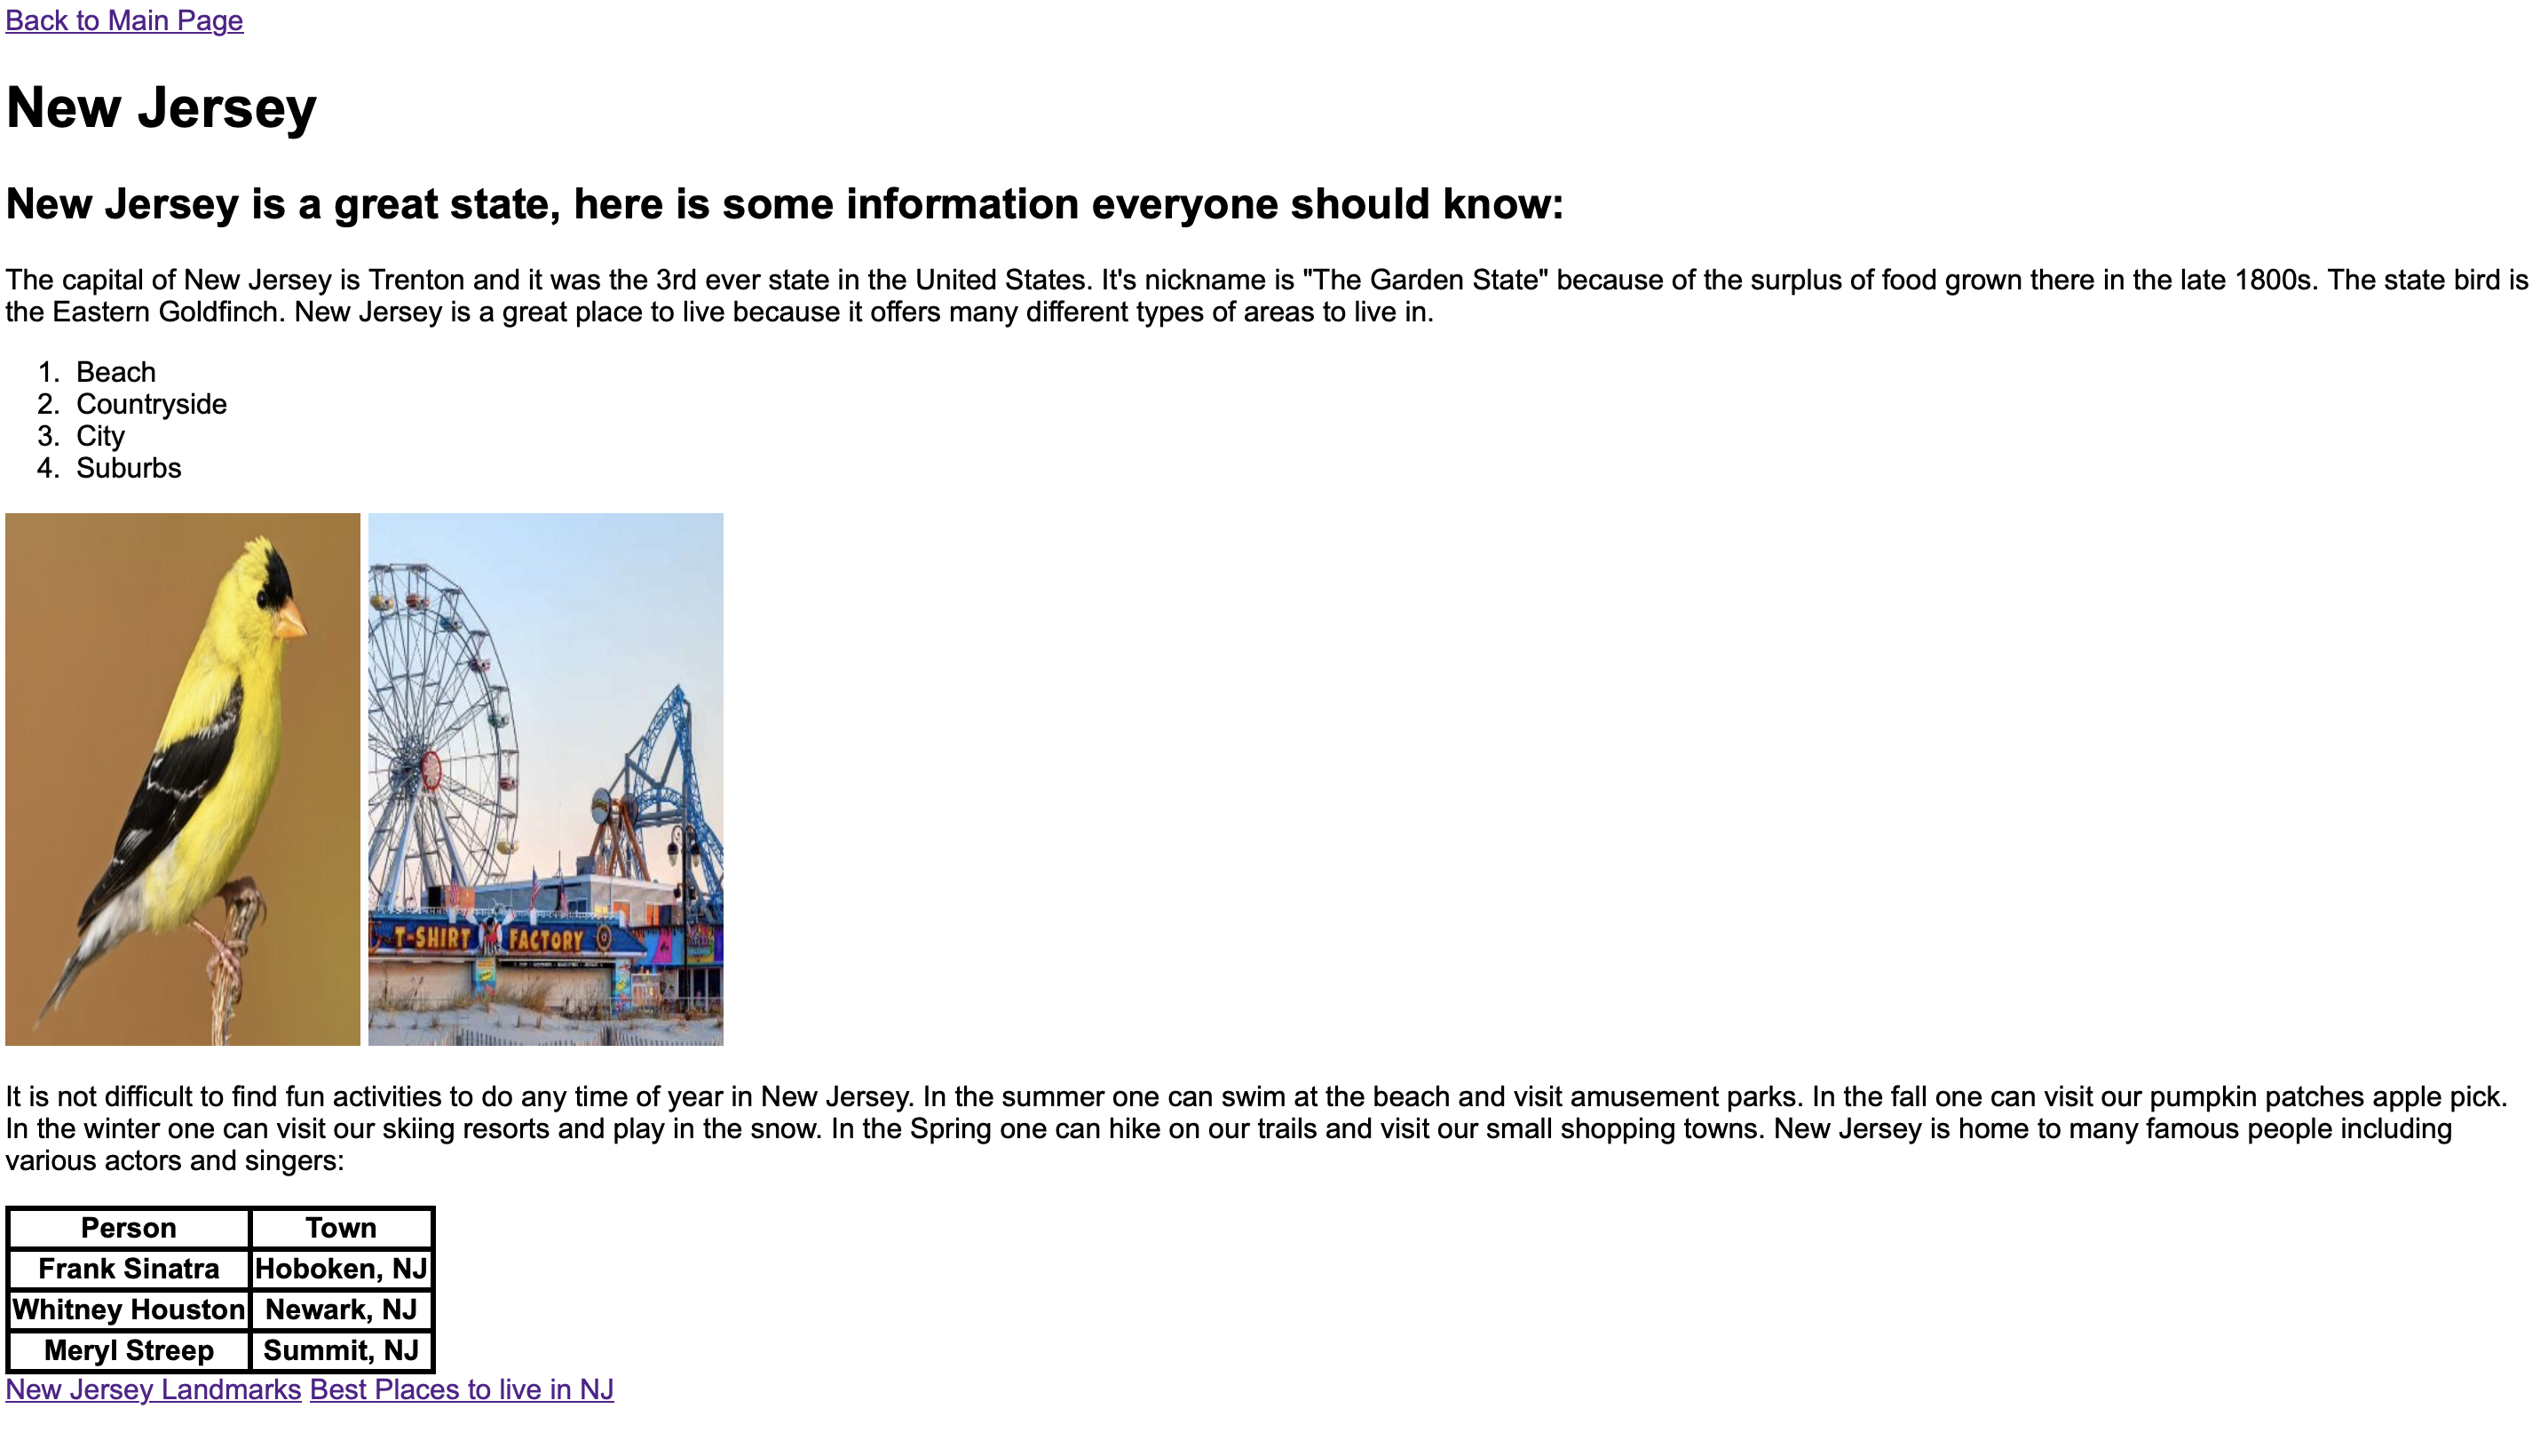 Back to Main Page
New Jersey
New Jersey is a great state, here is some information everyone should know:
The capital of New Jersey is Trenton and it was the 3rd ever state in the United States. It's nickname is "The Garden State" because of the surplus of food grown there in the late 1800s. The state bird is
the Eastern Goldfinch. New Jersey is a great place to live because it offers many different types of areas to live in.
1. Beach
2. Countryside
3. City
4. Suburbs
T-SHIRT FACTORY
It is not difficult to find fun activities to do any time of year in New Jersey. In the summer one can swim at the beach and visit amusement parks. In the fall one can visit our pumpkin patches apple pick.
In the winter one can visit our skiing resorts and play in the snow. In the Spring one can hike on our trails and visit our small shopping towns. New Jersey is home to many famous people including
various actors and singers:
Person Town
Frank Sinatra Hoboken, NJ
Whitney Houston Newark, NJ
Meryl Streep Summit, NJ
New Jersey Landmarks Best Places to live in NJ